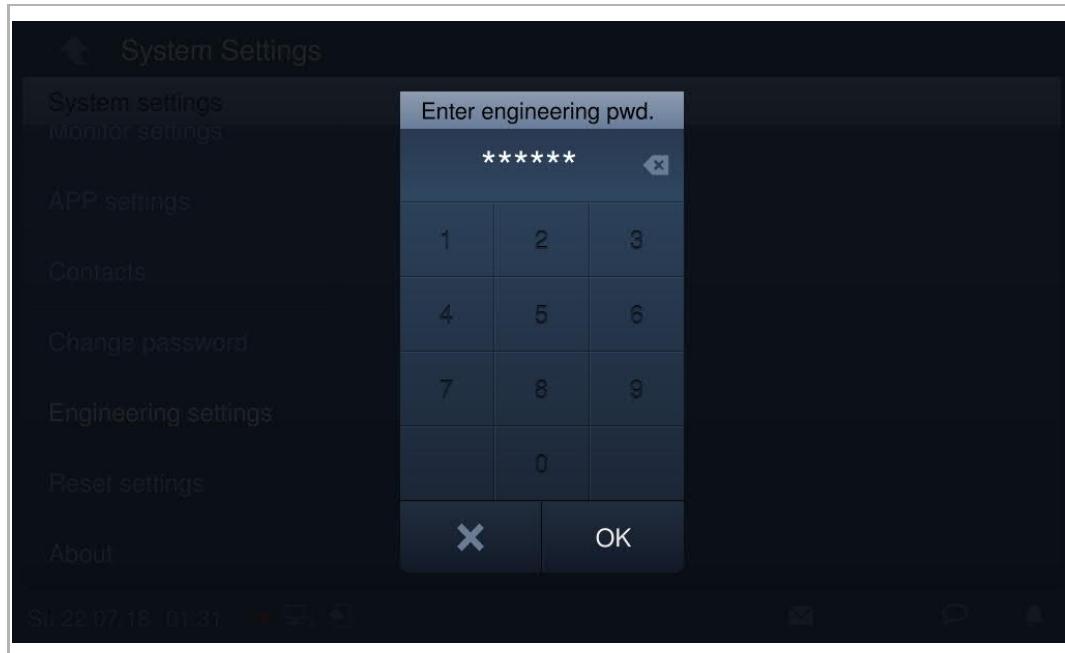 System Settings
System settings
Monitor settings
APP settings
Contacts
Change password
Engineering settings
Reset settings
About
Enter engineering pwd.
******
1 2 3
4 5 6
7 8 9
0
OK
22.07.18 01:31